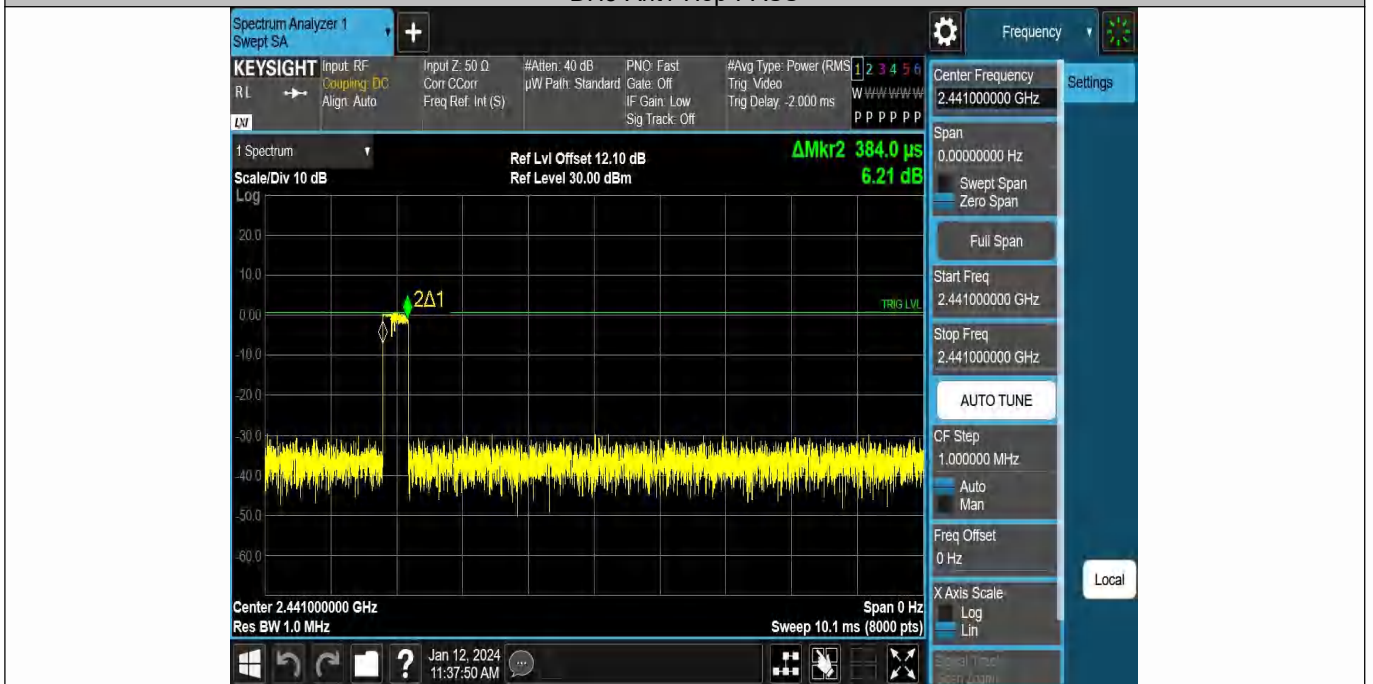 Spectrum Analyzer 1
Swept SA
+
Frequency
KEYSIGHT
RL
LXI
Input: RF
Coupling: DC
Align: Auto
Input Z: 50 Ω
Corr CCorr
Freq Ref: Int (S)
#Atten: 40 dB
µW Path: Standard
PNO: Fast
Gate: Off
IF Gain: Low
Sig Track: Off
#Avg Type: Power (RMS
Trig: Video
Trig Delay: -2.000 ms
1 2 3 4 5 6
W W W W W W
P P P P P P
Center Frequency
2.441000000 GHz
Settings
1 Spectrum
Scale/Div 10 dB
Log
Ref Lvl Offset 12.10 dB
Ref Level 30.00 dBm
ΔMkr2 384.0 µs
6.21 dB
Span
0.00000000 Hz
Swept Span
Zero Span
Full Span
Start Freq
2.441000000 GHz
Stop Freq
2.441000000 GHz
AUTO TUNE
CF Step
1.000000 MHz
Auto
Man
Freq Offset
0 Hz
X Axis Scale
Log
Lin
Local
20.0
10.0
2Δ1
TRIG LVL
0.00
-10.0
-20.0
-30.0
-40.0
-50.0
-60.0
Center 2.441000000 GHz
Span 0 Hz
Res BW 1.0 MHz
Sweep 10.1 ms (8000 pts)
?
Jan 12, 2024
11:37:50 AM